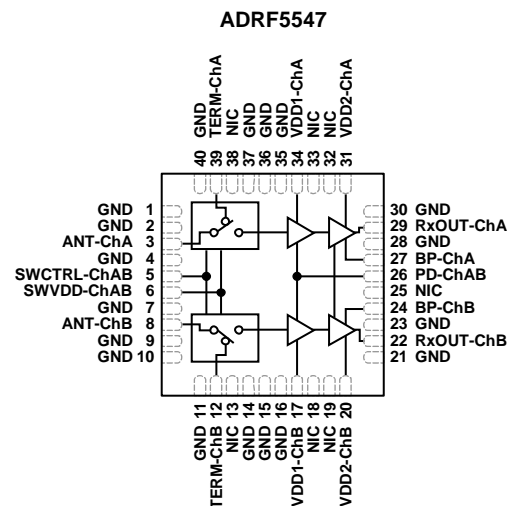 ADRF5547
40 GND
39 TERM-ChA
38 NIC
37 GND
36 GND
35 GND
34 VDD1-ChA
33 NIC
32 NIC
31 VDD2-ChA
GND 1
GND 2
ANT-ChA 3
GND 4
SWCTRL-ChAB 5
SWVDD-ChAB 6
GND 7
ANT-ChB 8
GND 9
GND 10
30 GND
29 RxOUT-ChA
28 GND
27 BP-ChA
26 PD-ChAB
25 NIC
24 BP-ChB
23 GND
22 RxOUT-ChB
21 GND
GND 11
TERM-ChB 12
NIC 13
GND 14
GND 15
GND 16
VDD1-ChB 17
NIC 18
NIC 19
VDD2-ChB 20